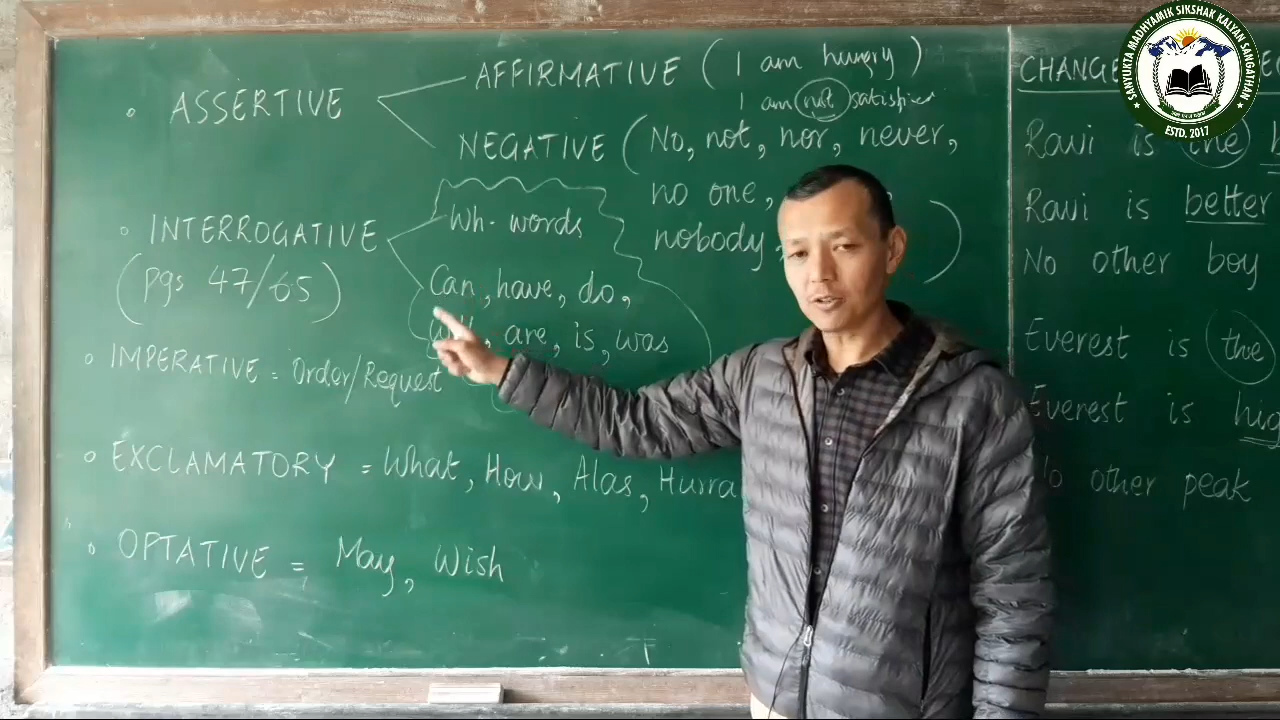 • ASSERTIVE
AFFIRMATIVE ( I am hungry )
I am not satisfied
NEGATIVE ( No, not, nor, never,
no one,
nobody
)
• INTERROGATIVE
(pgs 47/65)
Wh- words
Can, have, do,
will, are, is, was
• IMPERATIVE = Order/Request
• EXCLAMATORY = What, How, Alas, Hurra
• OPTATIVE = May, Wish
CHANGE
Ravi is the
Ravi is better
No other boy
Everest is the
Everest is hig
other peak
SANYUKTA MADHYAMIK SIKSHAK KALYAN SANGATHAN
ESTD. 2017